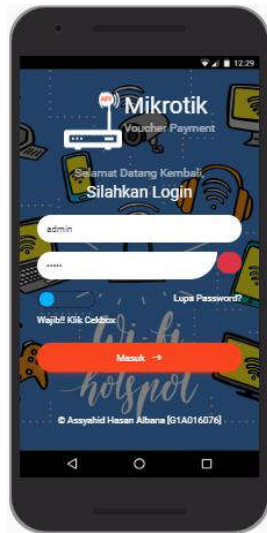 12:29
API
Mikrotik
Voucher Payment
Selamat Datang Kembali,
Silahkan Login
admin
.....
Lupa Password?
Wajib!! Klik Cekbox
Masuk →
Wi-fi
hotspot
© Assyahid Hasan Albana [G1A016076]